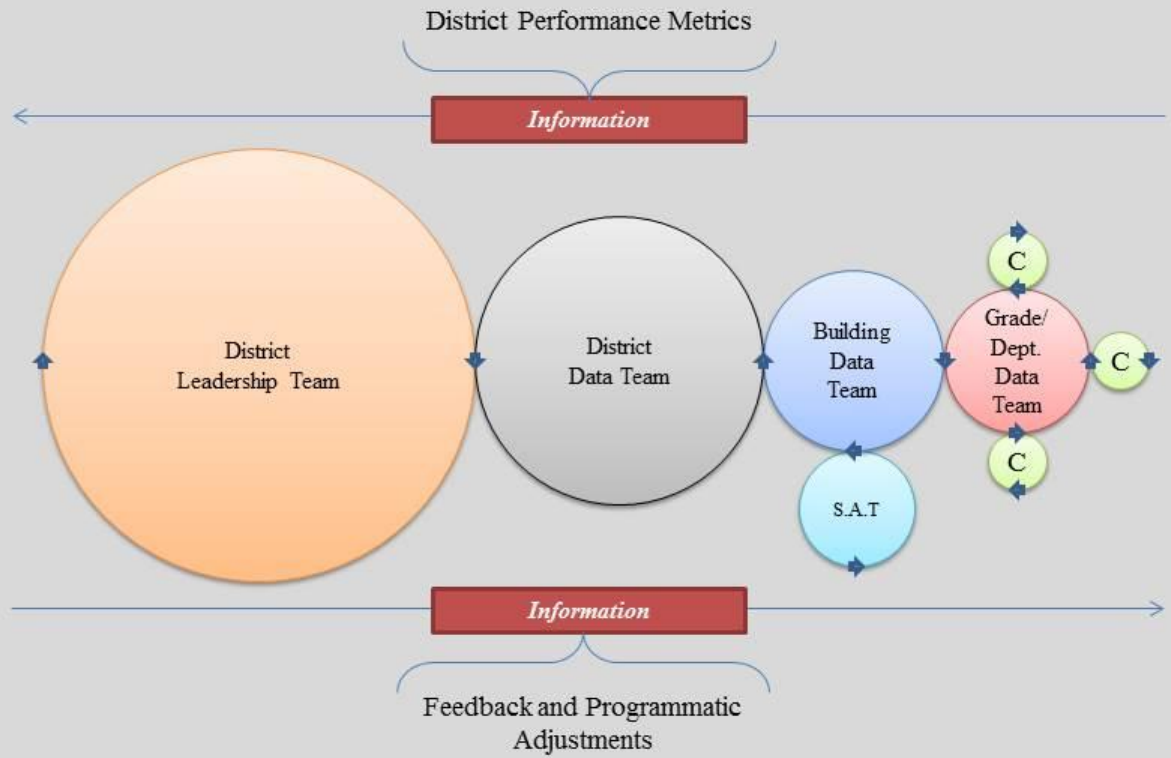 District Performance Metrics
Information
District
Leadership Team
District
Data Team
Building
Data
Team
S.A.T
Grade/
Dept.
Data
Team
C
C
C
Information
Feedback and Programmatic
Adjustments